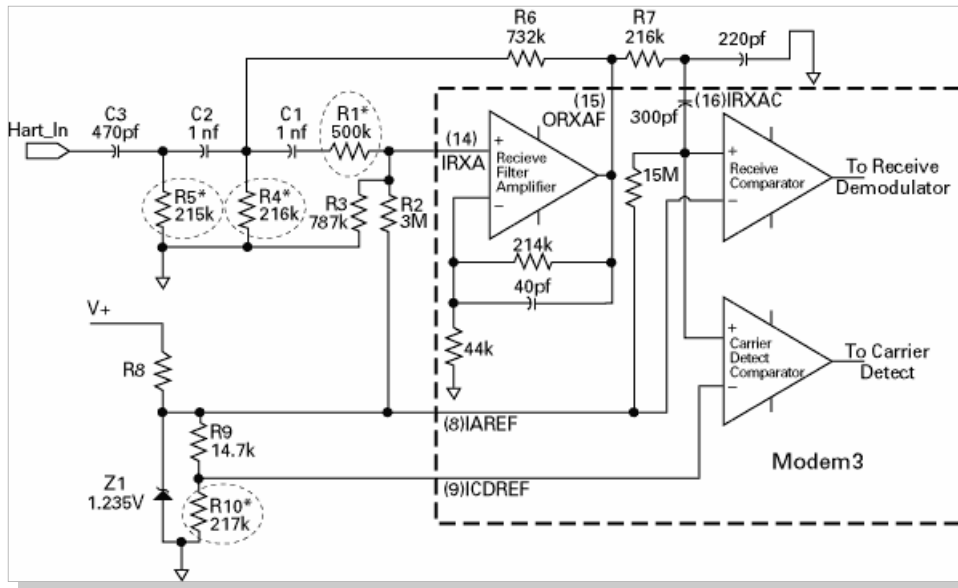 R6
732k
R7
216k
220pf
(15)
ORXAF
(16)IRXAC
300pf
Hart_In
C3
470pf
C2
1 nf
C1
1 nf
R1*
500k
(14)
IRXA
+
Recieve
Filter
Amplifier
−
15M
+
Receive
Comparator
−
To Receive
Demodulator
R5*
215k
R4*
216k
R3
787k
R2
3M
214k
40pf
44k
V+
R8
+
Carrier
Detect
Comparator
−
To Carrier
Detect
(8)IAREF
R9
14.7k
Z1
1.235V
R10*
217k
(9)ICDREF
Modem3